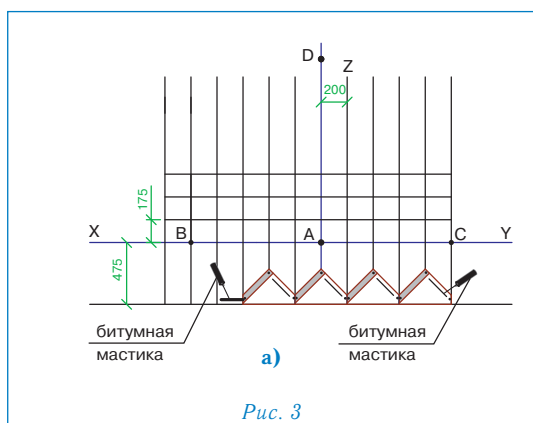 D
Z
200
175
X
B
A
C
Y
475
битумная
мастика
битумная
мастика
а)
Рис. 3